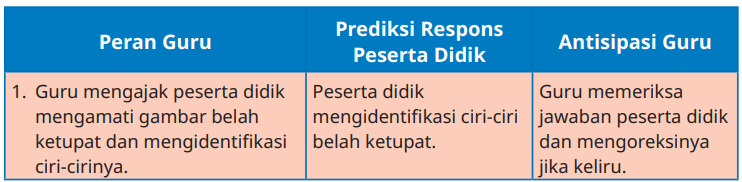 Peran Guru
Prediksi Respons
Peserta Didik
Antisipasi Guru
1. Guru mengajak peserta didik
mengamati gambar belah
ketupat dan mengidentifikasi
ciri-cirinya.
Peserta didik
mengidentifikasi ciri-ciri
belah ketupat.
Guru memeriksa
jawaban peserta didik
dan mengoreksinya
jika keliru.